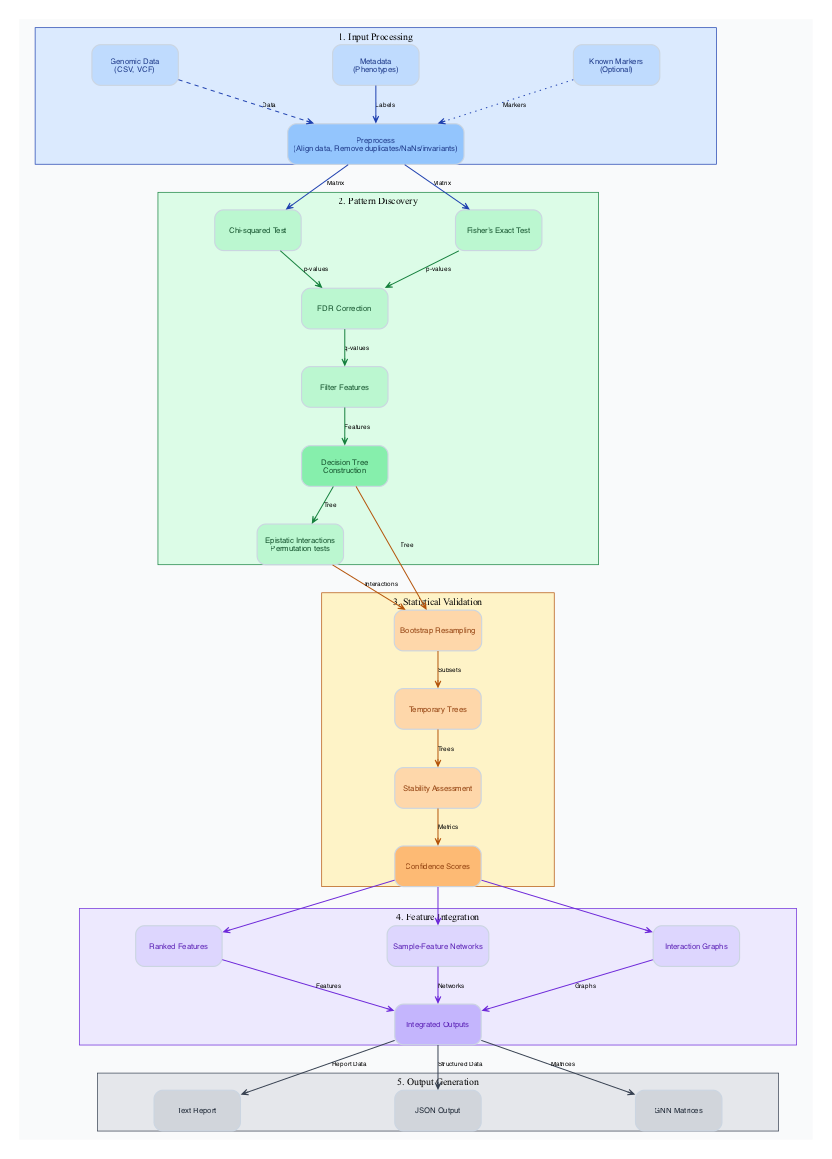 1. Input Processing
Genomic Data
(CSV, VCF)
Metadata
(Phenotypes)
Known Markers
(Optional)
Data
Labels
Markers
Preprocess
(Align data, Remove duplicates/NaNs/invariants)
Matrix
Matrix
2. Pattern Discovery
Chi-squared Test
Fisher's Exact Test
p-values
p-values
FDR Correction
q-values
Filter Features
Features
Decision Tree
Construction
Tree
Epistatic Interactions
Permutation tests
Tree
Interactions
3. Statistical Validation
Bootstrap Resampling
Subsets
Temporary Trees
Trees
Stability Assessment
Metrics
Confidence Scores
4. Feature Integration
Ranked Features
Sample-Feature Networks
Interaction Graphs
Features
Networks
Graphs
Integrated Outputs
Report Data
Structured Data
Matrices
5. Output Generation
Text Report
JSON Output
GNN Matrices